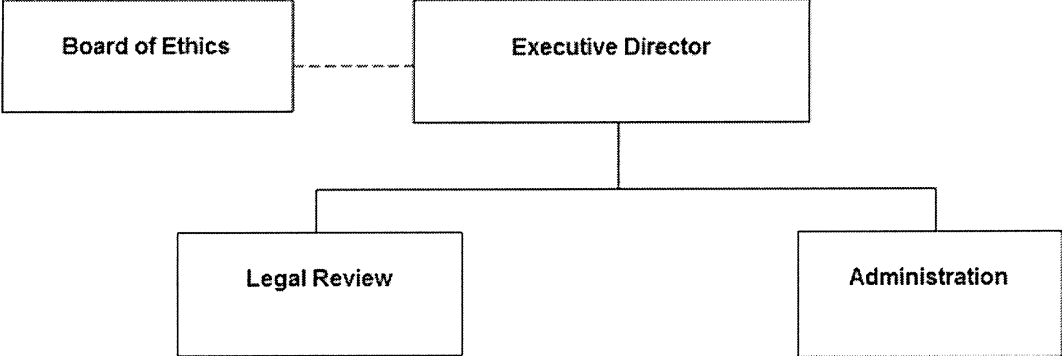 Board of Ethics
Executive Director
Legal Review
Administration